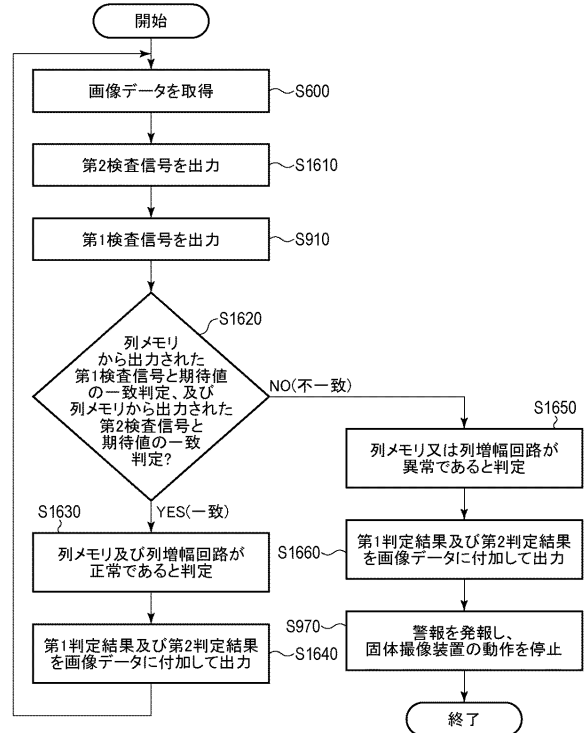 開始
画像データを取得
S600
第2検査信号を出力
S1610
第1検査信号を出力
S910
S1620
列メモリ
から出力された
第1検査信号と期待値
の一致判定、及び
列メモリから出力された
第2検査信号と
期待値の一致
判定?
NO(不一致)
YES(一致)
S1630
列メモリ及び列増幅回路が
正常であると判定
第1判定結果及び第2判定結果
を画像データに付加して出力
S1640
S1650
列メモリ又は列増幅回路が
異常であると判定
S1660
第1判定結果及び第2判定結果
を画像データに付加して出力
S970
警報を発報し、
固体撮像装置の動作を停止
終了